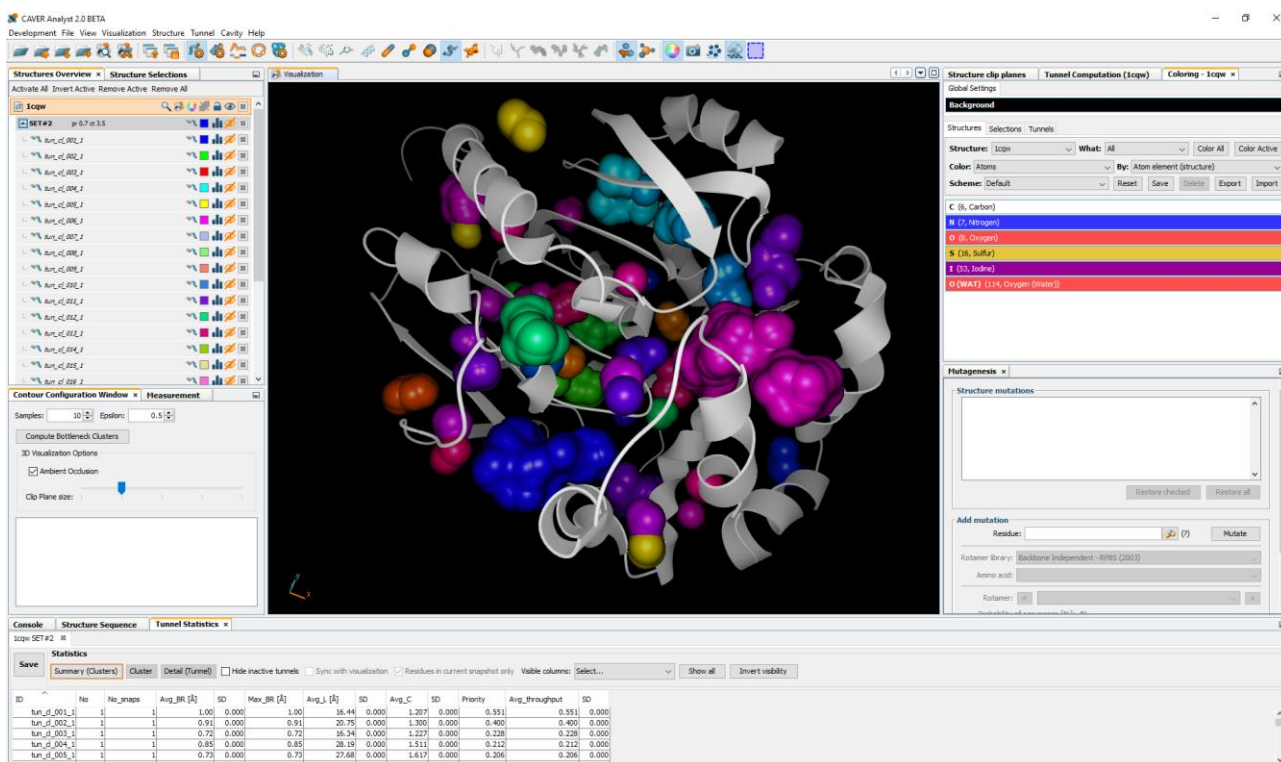 CAVER Analyst 2.0 BETA
Development File View Visualization Structure Tunnel Cavity Help
Structures Overview × Structure Selections
Activate All Invert Active Remove Active Remove All
1cqw
SET#2 pr 0.7 ct 3.5
tun_cl_001_1
tun_cl_002_1
tun_cl_003_1
tun_cl_004_1
tun_cl_005_1
tun_cl_006_1
tun_cl_007_1
tun_cl_008_1
tun_cl_009_1
tun_cl_010_1
tun_cl_011_1
tun_cl_012_1
tun_cl_013_1
tun_cl_014_1
tun_cl_015_1
tun_cl_016_1
Contour Configuration Window × Measurement
Samples: 10 Epsilon: 0.5
Compute Bottleneck Clusters
3D Visualization Options
Ambient Occlusion
Clip Plane size:
Visualization
Y
X
Structure clip planes Tunnel Computation (1cqw) Coloring - 1cqw ×
Global Settings
Background
Structures Selections Tunnels
Structure: 1cqw What: All Color All Color Active
Color: Atoms By: Atom element (structure)
Scheme: Default Reset Save Delete Export Import
C (6, Carbon)
N (7, Nitrogen)
O (8, Oxygen)
S (16, Sulfur)
I (53, Iodine)
O (WAT) (114, Oxygen (Water))
Mutagenesis ×
Structure mutations
Restore checked Restore all
Add mutation
Residue: (?) Mutate
Rotamer library: Backbone Independent - RPBS (2003)
Amino acid:
Rotamer: < >
Console Structure Sequence Tunnel Statistics ×
1cqw SET#2
Statistics
Save Summary (Clusters) Cluster Detail (Tunnel) Hide inactive tunnels Sync with visualization Residues in current snapshot only Visible columns: Select... Show all Invert visibility
ID No No_snaps Avg_BR [Å] SD Max_BR [Å] Avg_L [Å] SD Avg_C SD Priority Avg_throughput SD
tun_cl_001_1 1 1 1.00 0.000 1.00 16.44 0.000 1.207 0.000 0.551 0.551 0.000
tun_cl_002_1 1 1 0.91 0.000 0.91 20.75 0.000 1.300 0.000 0.400 0.400 0.000
tun_cl_003_1 1 1 0.72 0.000 0.72 16.34 0.000 1.227 0.000 0.228 0.228 0.000
tun_cl_004_1 1 1 0.85 0.000 0.85 28.19 0.000 1.511 0.000 0.212 0.212 0.000
tun_cl_005_1 1 1 0.73 0.000 0.73 27.68 0.000 1.617 0.000 0.206 0.206 0.000